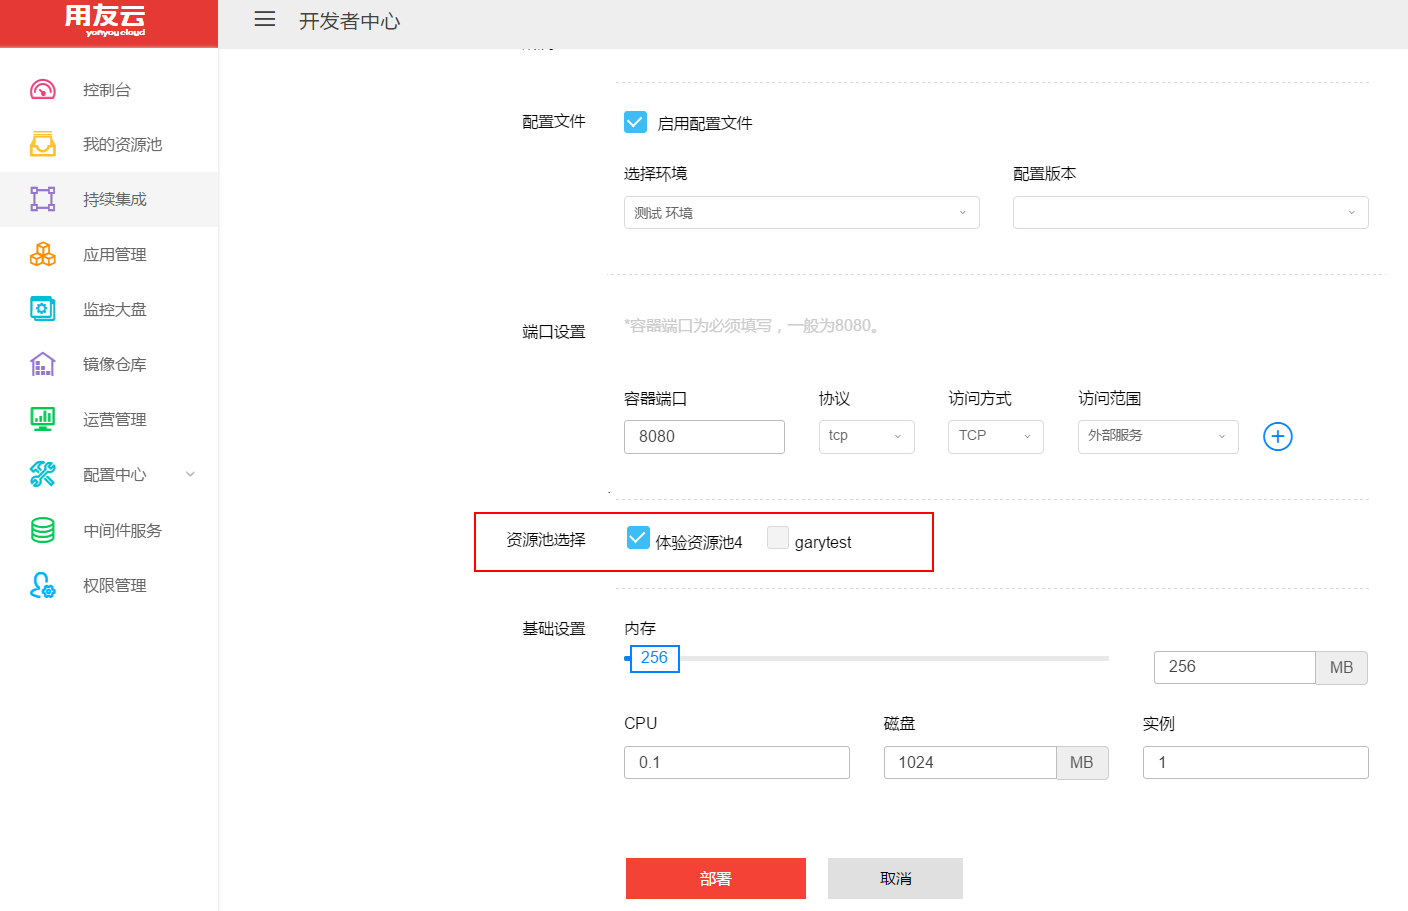 用友云
yonyou cloud
开发者中心
控制台
我的资源池
持续集成
应用管理
监控大盘
镜像仓库
运营管理
配置中心
中间件服务
权限管理
配置文件
启用配置文件
选择环境
配置版本
测试 环境
端口设置
*容器端口为必须填写，一般为8080。
容器端口
协议
访问方式
访问范围
8080
tcp
TCP
外部服务
资源池选择
体验资源池4
garytest
基础设置
内存
256
256
MB
CPU
磁盘
实例
0.1
1024
MB
1
部署
取消